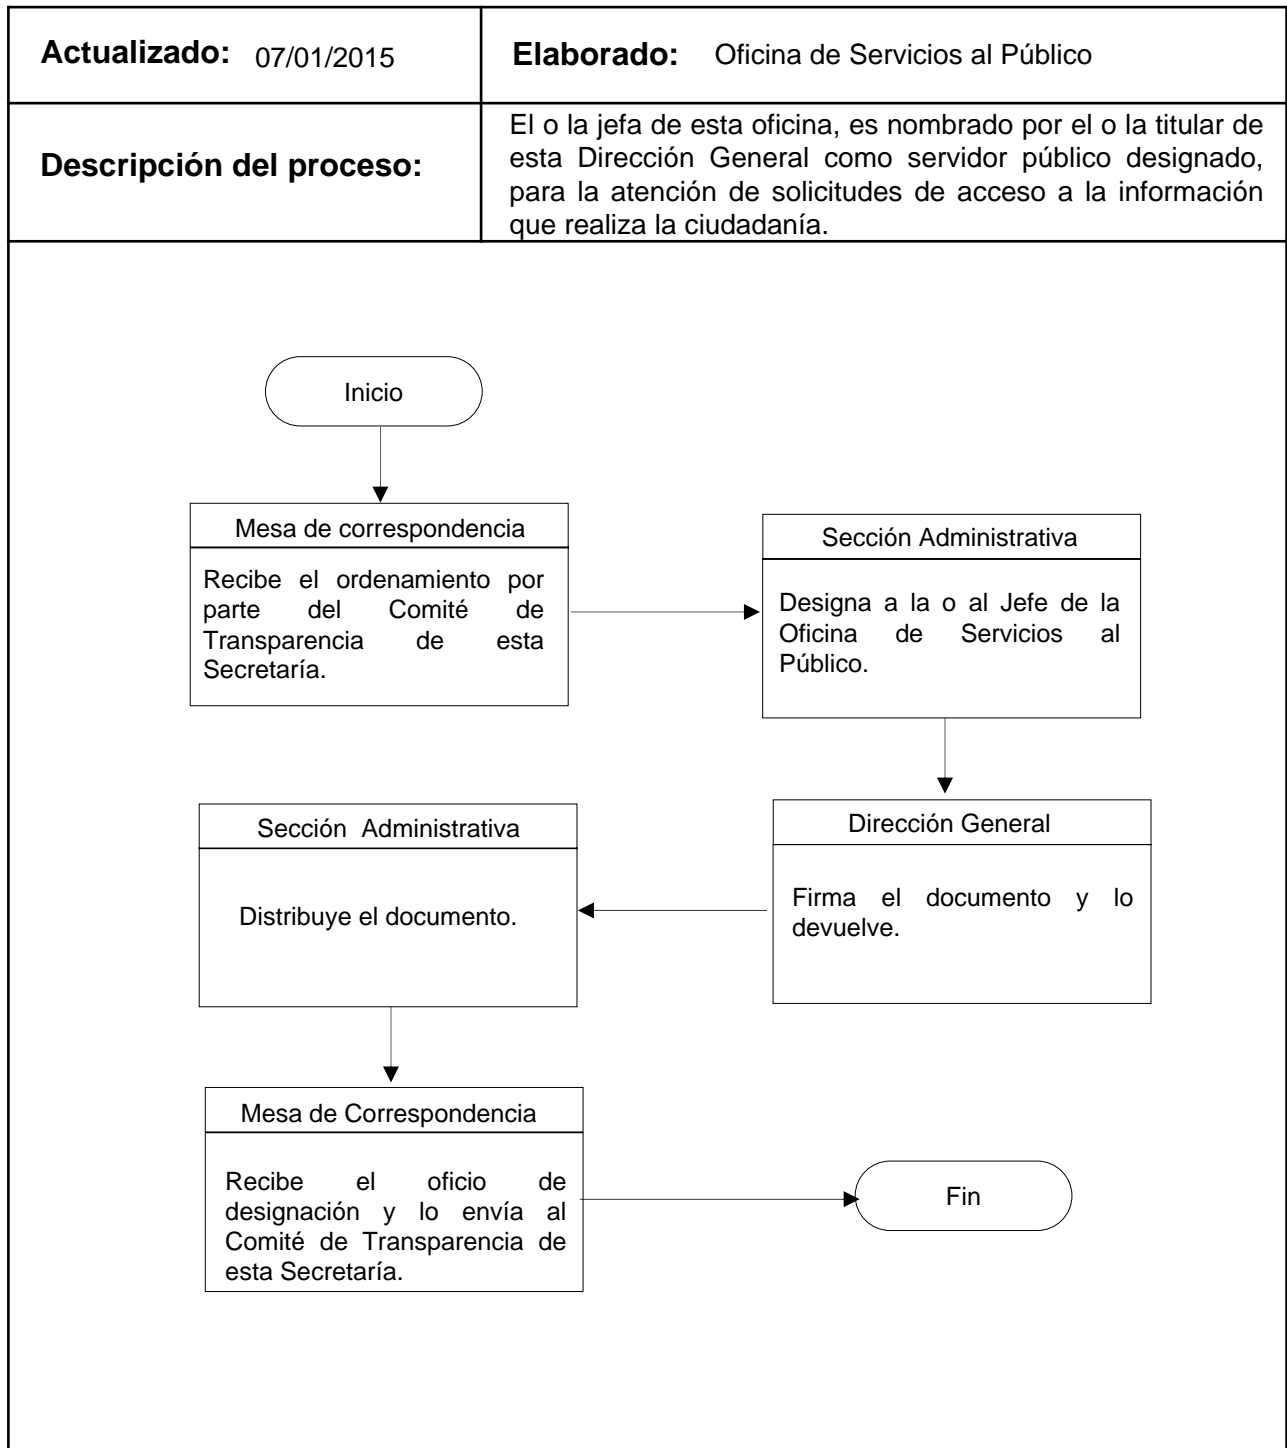 Actualizado: 07/01/2015
Elaborado: Oficina de Servicios al Público
Descripción del proceso:
El o la jefa de esta oficina, es nombrado por el o la titular de
esta Dirección General como servidor público designado,
para la atención de solicitudes de acceso a la información
que realiza la ciudadanía.
Inicio
Mesa de correspondencia
Recibe el ordenamiento por
parte del Comité de
Transparencia de esta
Secretaría.
Sección Administrativa
Designa a la o al Jefe de la
Oficina de Servicios al
Público.
Dirección General
Firma el documento y lo
devuelve.
Sección Administrativa
Distribuye el documento.
Mesa de Correspondencia
Recibe el oficio de
designación y lo envía al
Comité de Transparencia de
esta Secretaría.
Fin